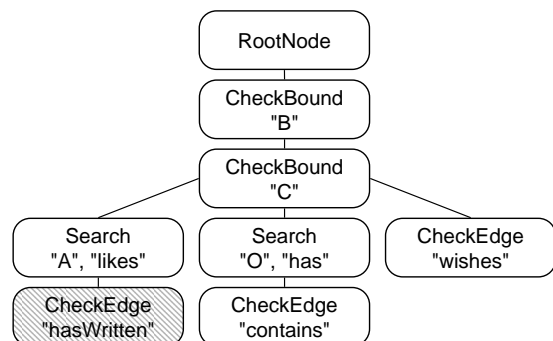 RootNode
CheckBound
"B"
CheckBound
"C"
Search
"A", "likes"
Search
"O", "has"
CheckEdge
"wishes"
CheckEdge
"hasWritten"
CheckEdge
"contains"